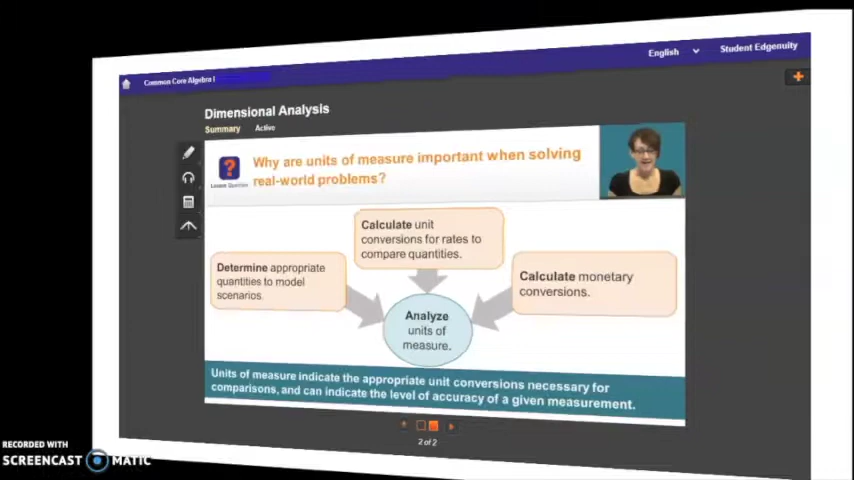 English
Student Edgenuity
Common Core Algebra I
Dimensional Analysis
Summary
Active
?
Lesson Question
Why are units of measure important when solving
real-world problems?
Calculate unit
conversions for rates to
compare quantities.
Determine appropriate
quantities to model
scenarios.
Calculate monetary
conversions.
Analyze
units of
measure.
Units of measure indicate the appropriate unit conversions necessary for
comparisons, and can indicate the level of accuracy of a given measurement.
2 of 2
RECORDED WITH
SCREENCAST MATIC